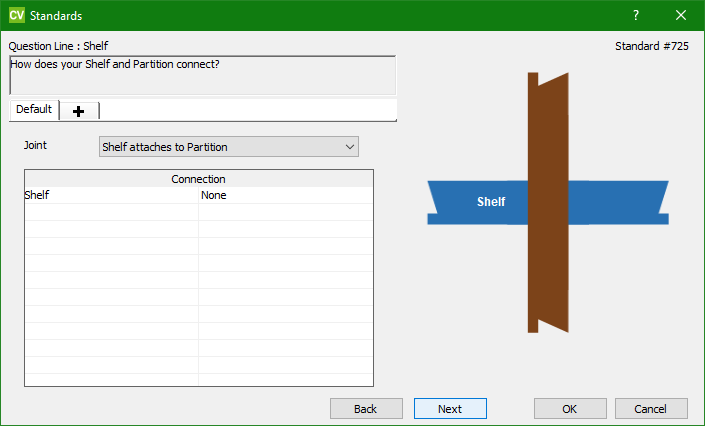 CV Standards
?
Question Line : Shelf
Standard #725
How does your Shelf and Partition connect?
Default
Joint
Shelf attaches to Partition
Connection
Shelf None
Shelf
Back Next OK Cancel